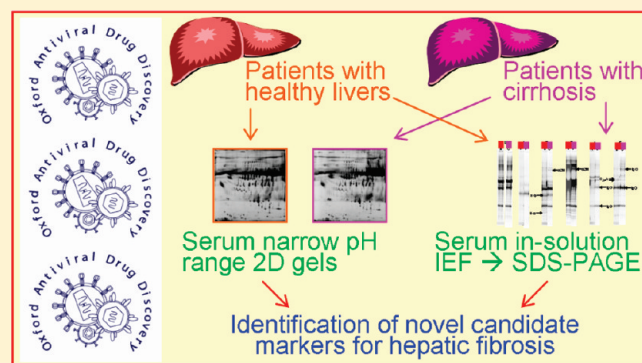 Oxford Antiviral Drug Discovery
Oxford Antiviral Drug Discovery
Oxford Antiviral Drug Discovery
Patients with
healthy livers
Patients with
cirrhosis
Serum narrow pH
range 2D gels
Serum in-solution
IEF → SDS-PAGE
Identification of novel candidate
markers for hepatic fibrosis